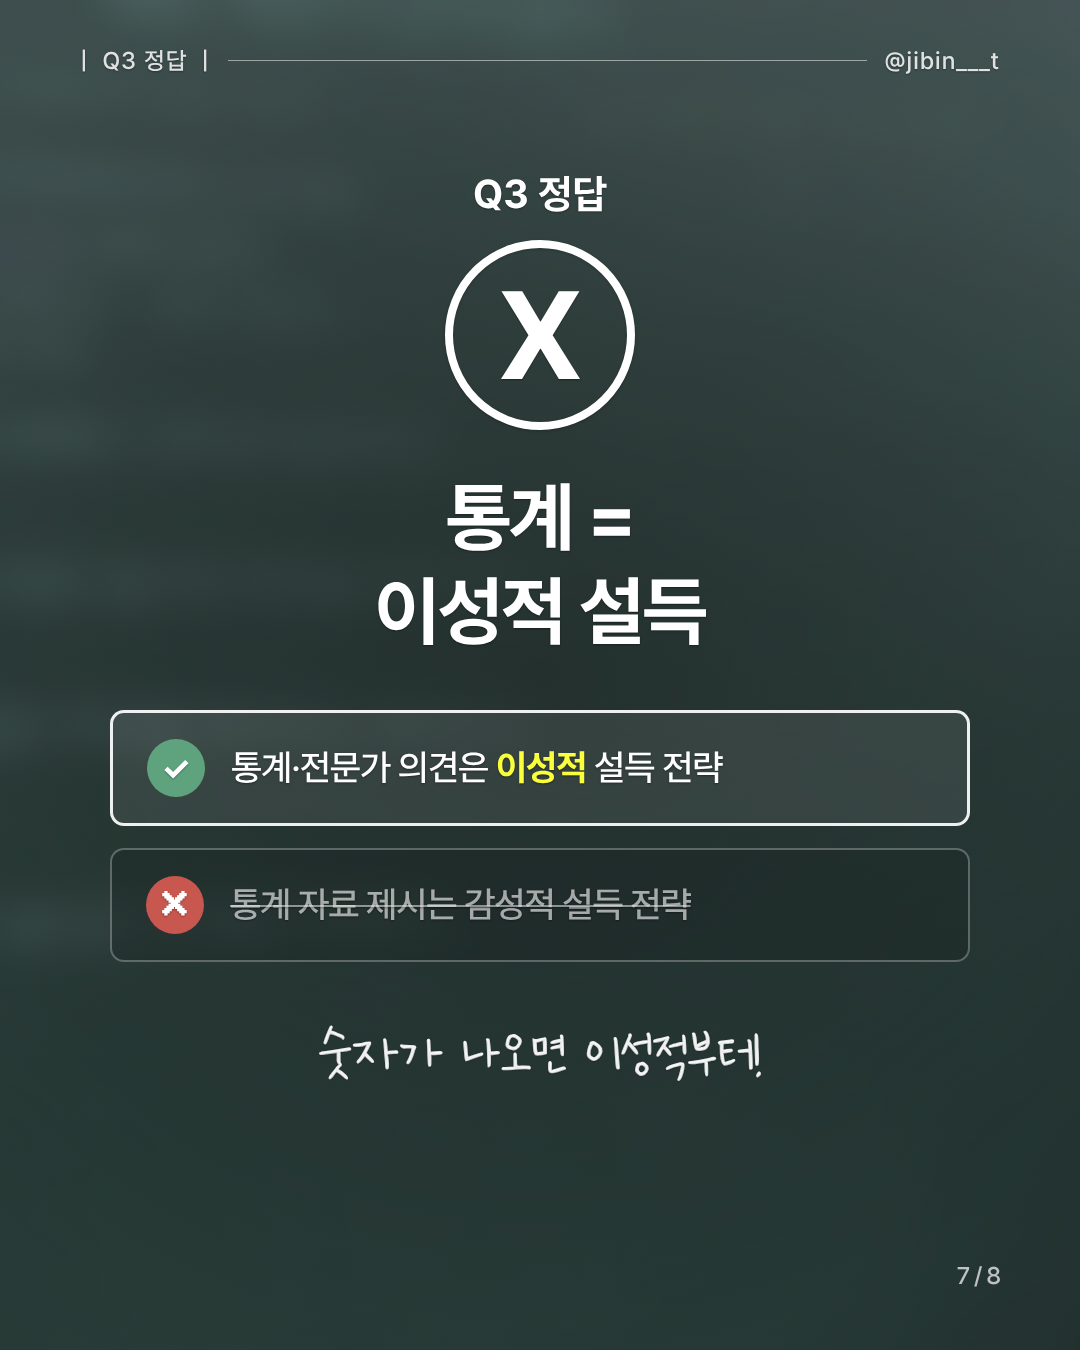 | Q3 정답 |
@jibin___t
Q3 정답
X
통계 =
이성적 설득
통계·전문가 의견은 이성적 설득 전략
통계 자료 제시는 감성적 설득 전략
숫자가 나오면 이성적부터!
7/8